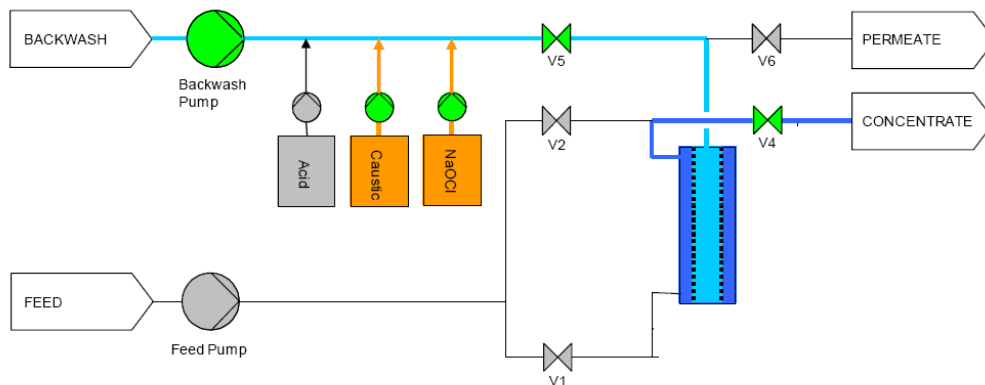 BACKWASH
Backwash
Pump
Acid
Caustic
NaOCl
V5
V6
PERMEATE
V2
V4
CONCENTRATE
FEED
Feed Pump
V1